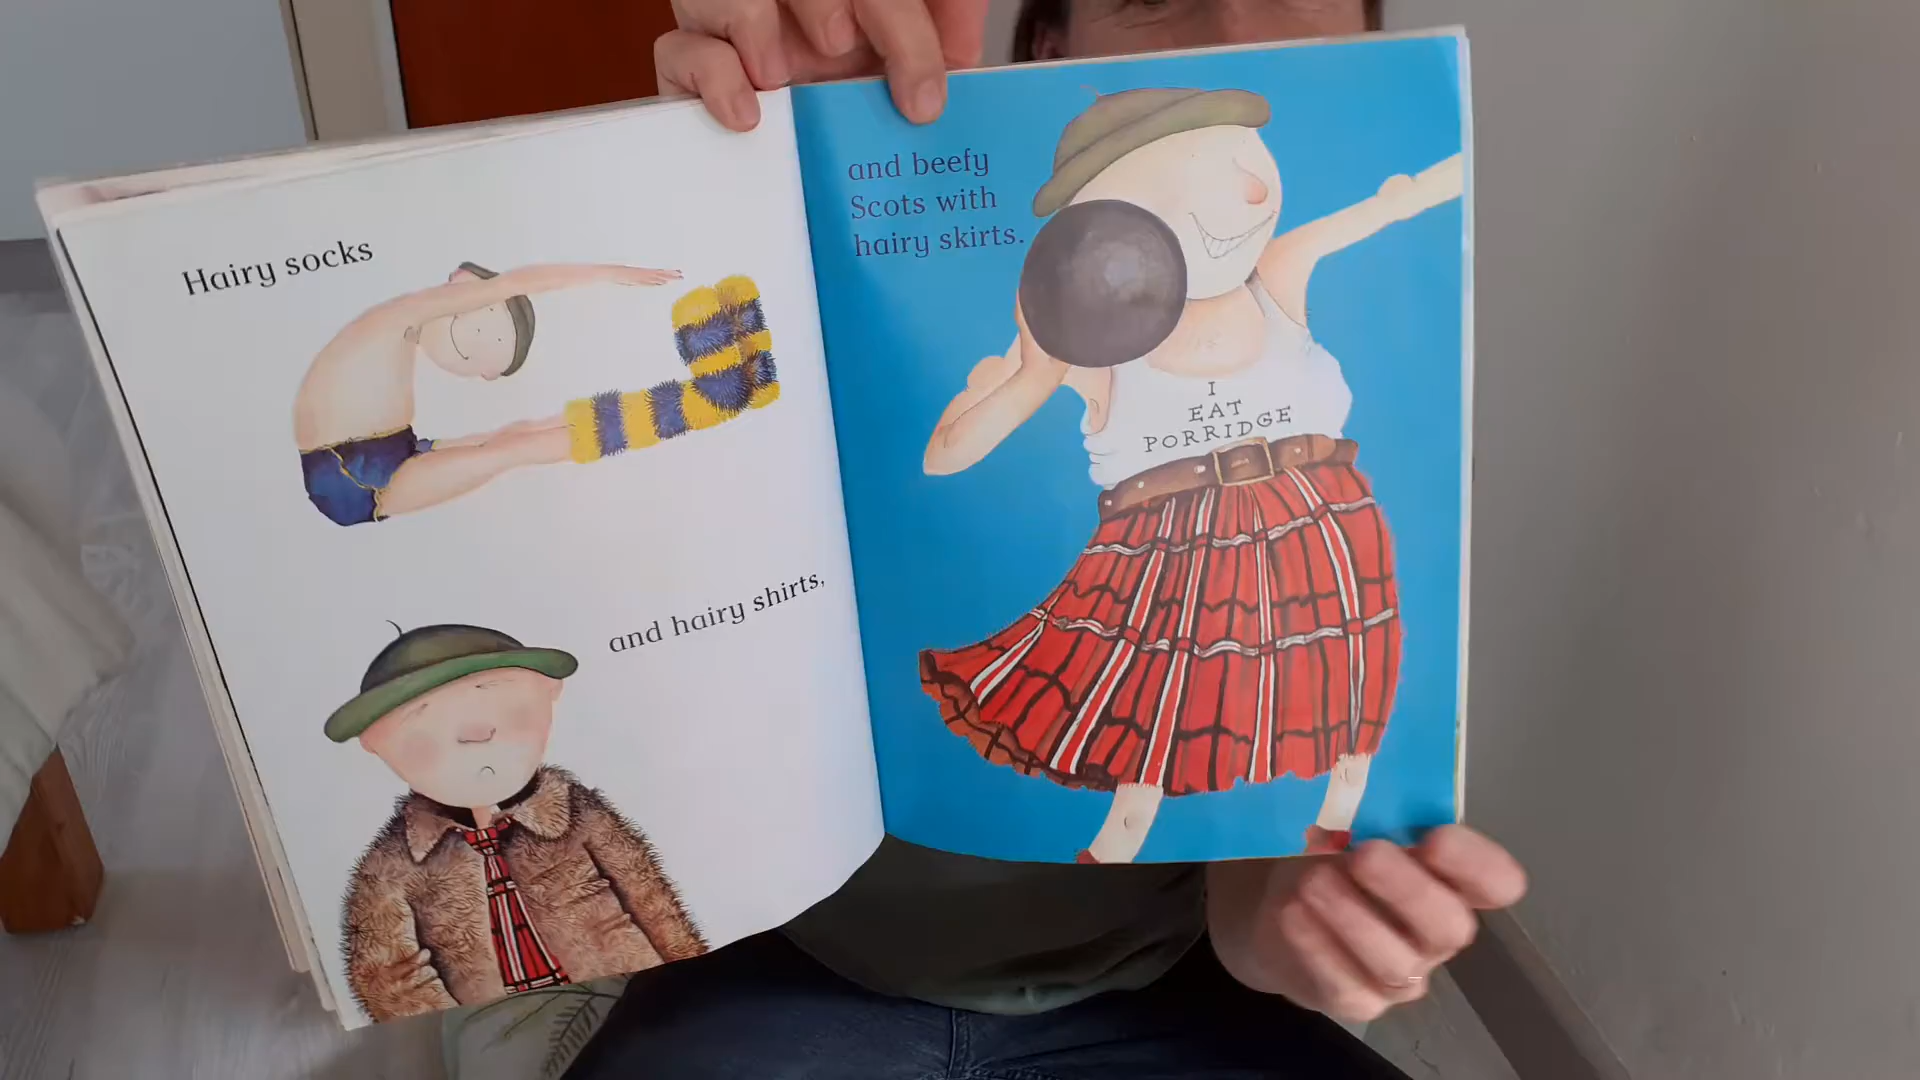 Hairy socks
and hairy shirts,
and beefy
Scots with
hairy skirts.
I
EAT
PORRIDGE